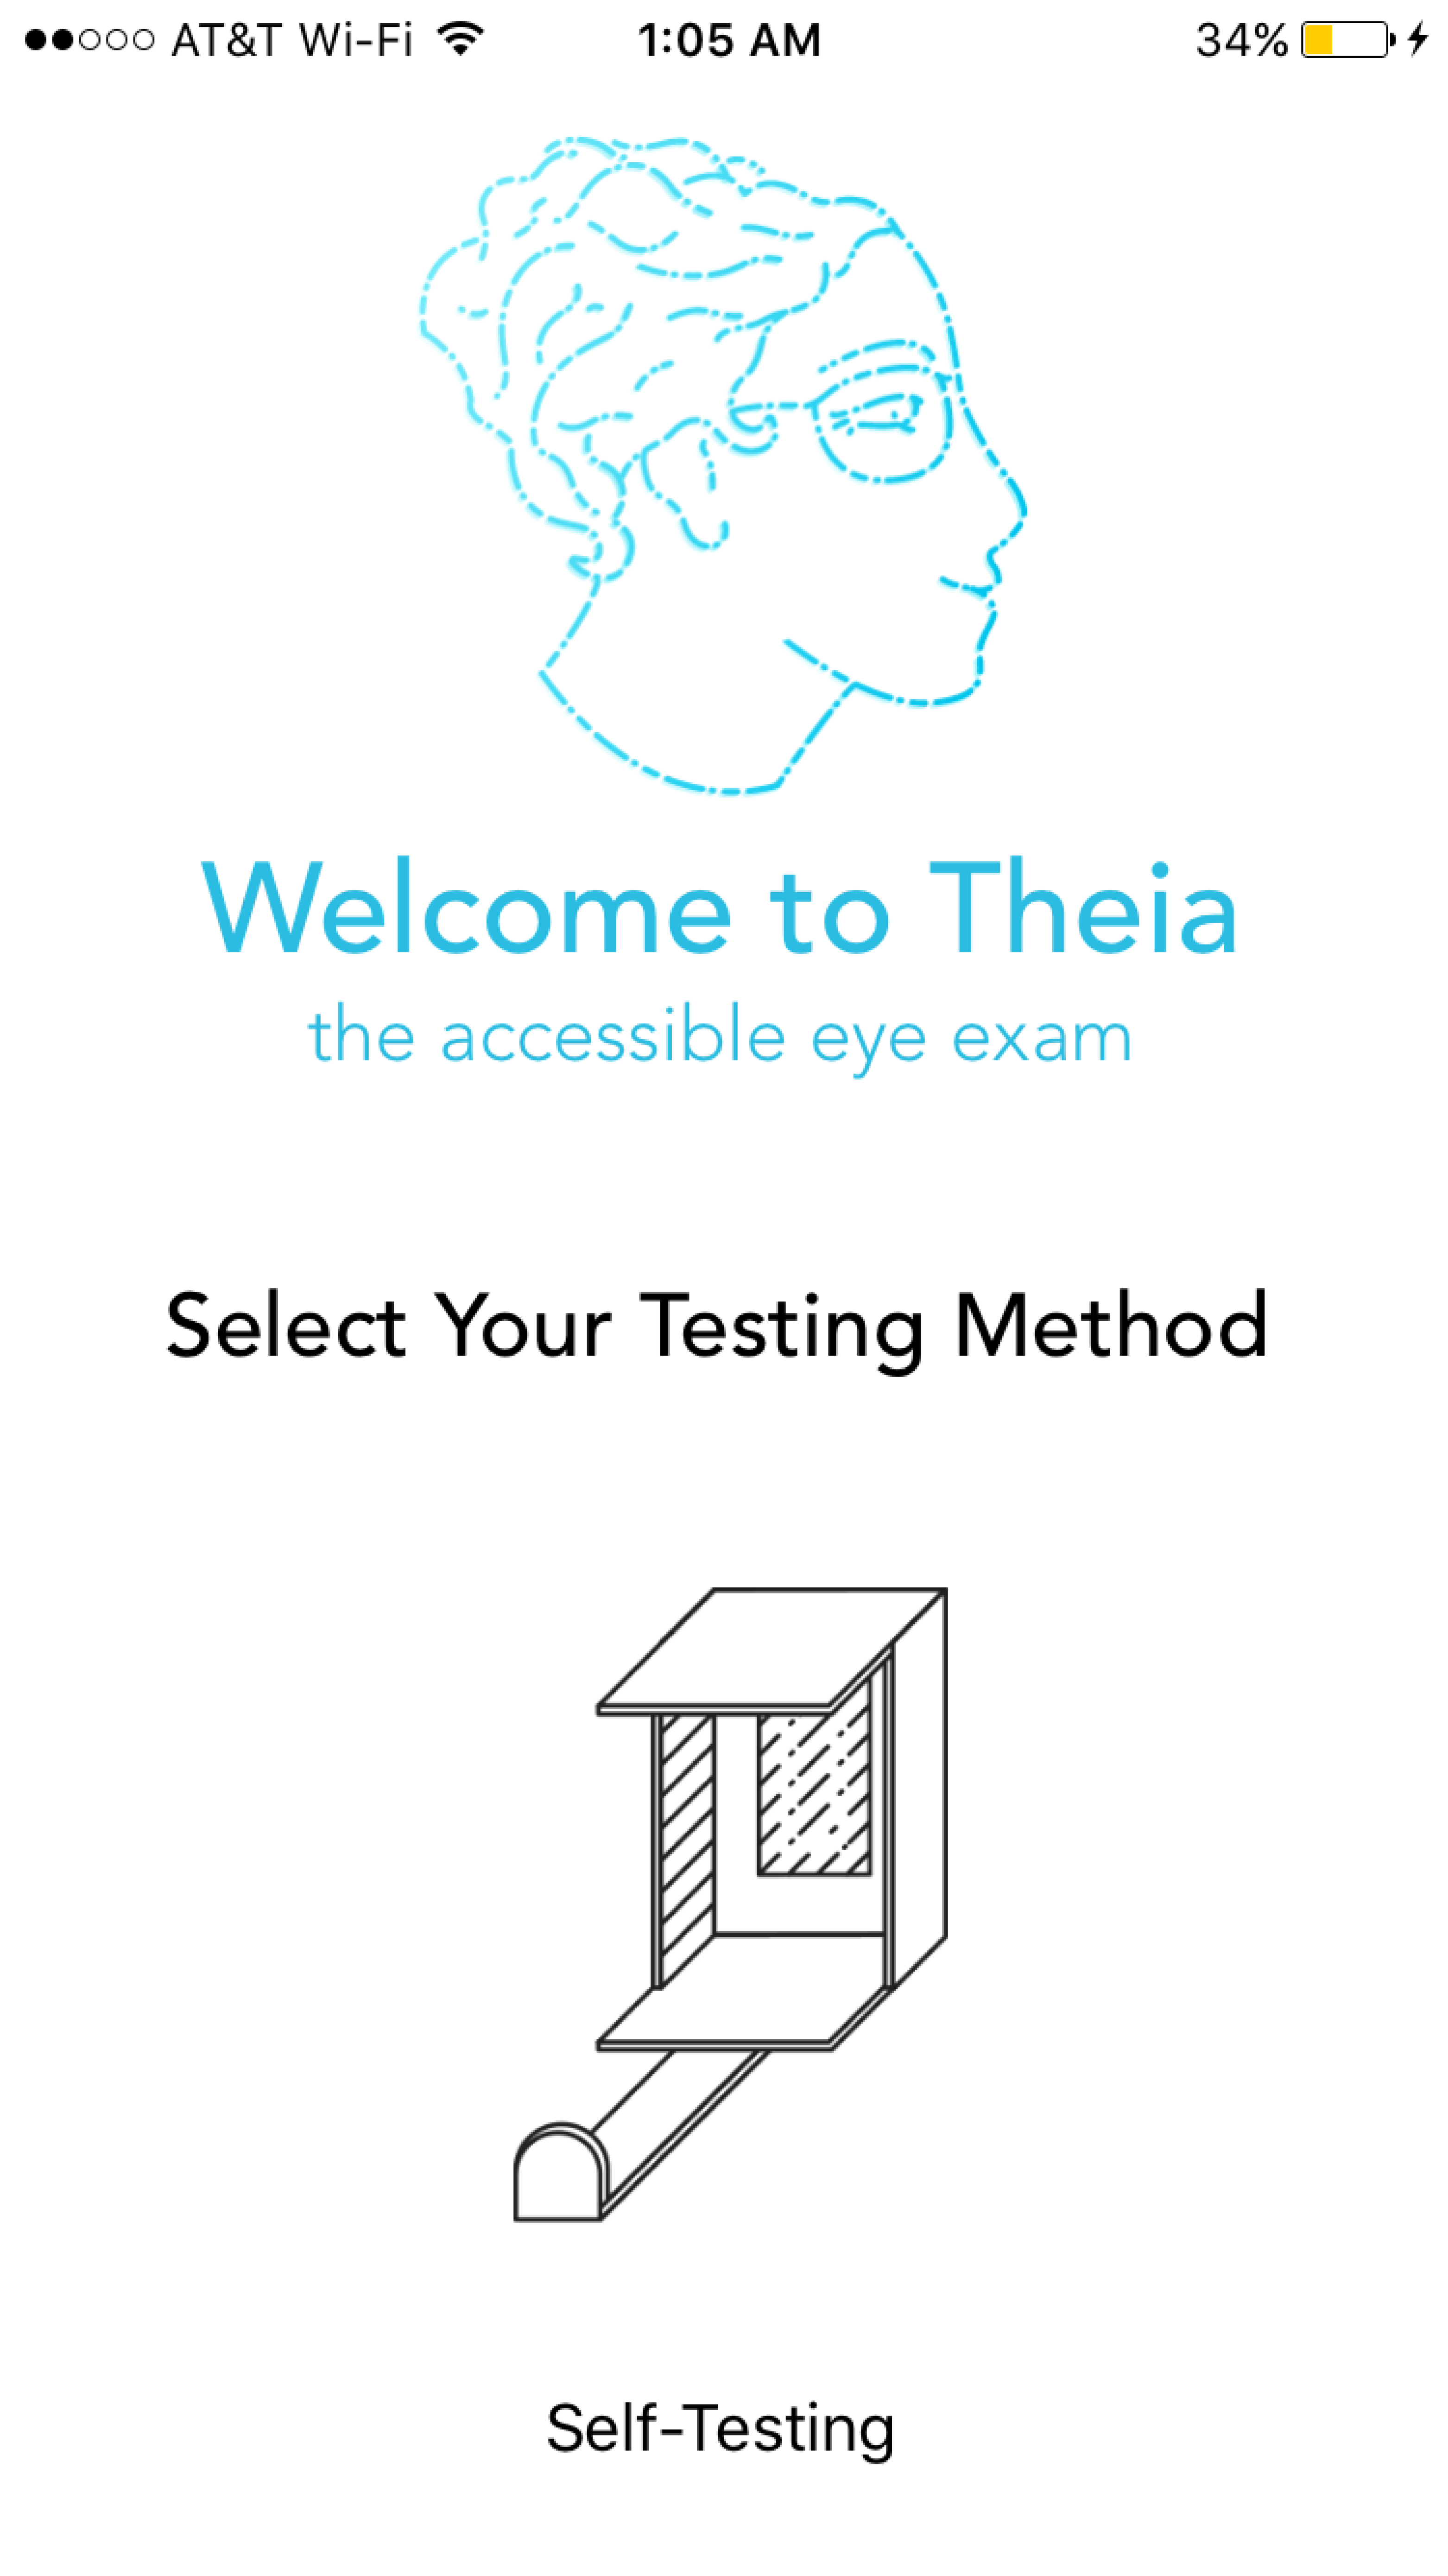 AT&T Wi-Fi 1:05 AM 34%
Welcome to Theia
the accessible eye exam
Select Your Testing Method
Self-Testing